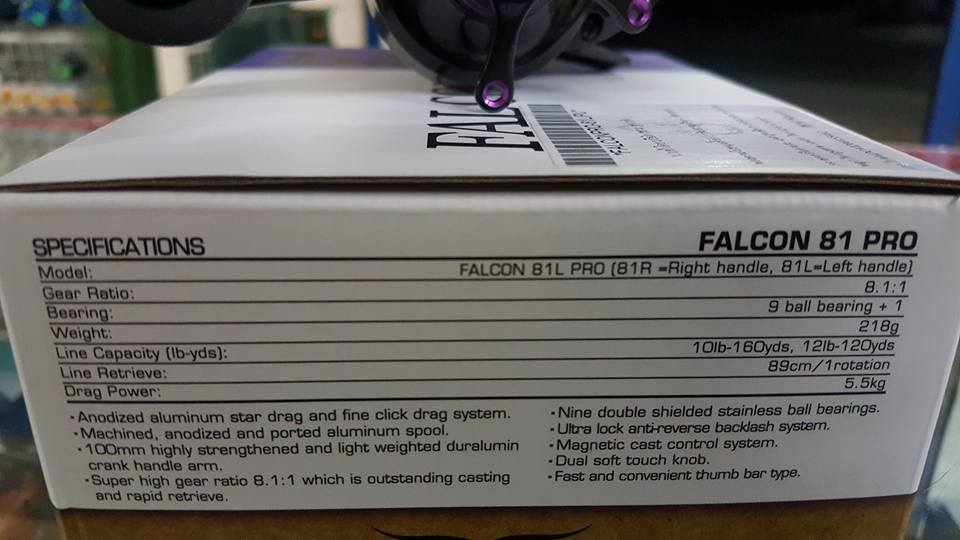 FALCO
SPECIFICATIONS
FALCON 81 PRO
Model: FALCON 81L PRO (81R =Right handle, 81L=Left handle)
Gear Ratio: 8.1:1
Bearing: 9 ball bearing + 1
Weight: 218g
Line Capacity (lb-yds): 10lb-160yds, 12lb-120yds
Line Retrieve: 89cm/1rotation
Drag Power: 5.5kg
•Anodized aluminum star drag and fine click drag system.
•Machined, anodized and ported aluminum spool.
•100mm highly strengthened and light weighted duralumin
crank handle arm.
•Super high gear ratio 8.1:1 which is outstanding casting
and rapid retrieve.
•Nine double shielded stainless ball bearings.
•Ultra lock anti-reverse backlash system.
•Magnetic cast control system.
•Dual soft touch knob.
•Fast and convenient thumb bar type.